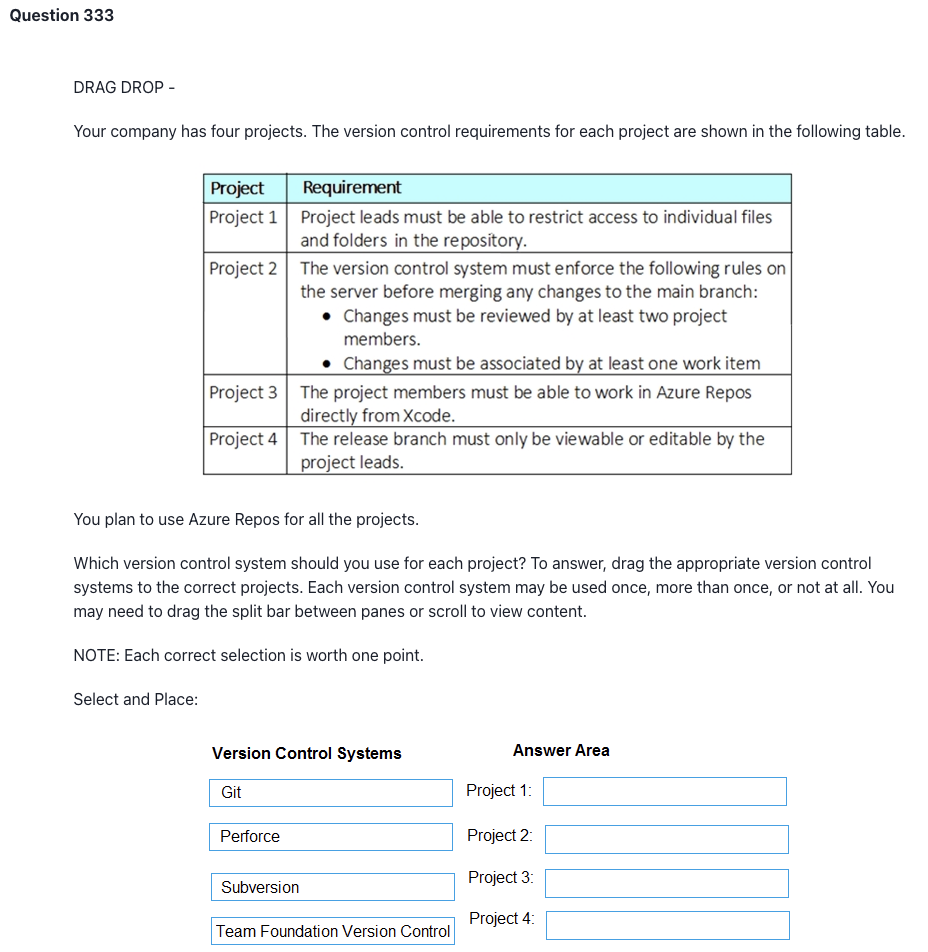 Question 333
DRAG DROP -
Your company has four projects. The version control requirements for each project are shown in the following table.
Project Requirement
Project 1 Project leads must be able to restrict access to individual files
and folders in the repository.
Project 2 The version control system must enforce the following rules on
the server before merging any changes to the main branch:
• Changes must be reviewed by at least two project
members.
• Changes must be associated by at least one work item
Project 3 The project members must be able to work in Azure Repos
directly from Xcode.
Project 4 The release branch must only be viewable or editable by the
project leads.
You plan to use Azure Repos for all the projects.
Which version control system should you use for each project? To answer, drag the appropriate version control
systems to the correct projects. Each version control system may be used once, more than once, or not at all. You
may need to drag the split bar between panes or scroll to view content.
NOTE: Each correct selection is worth one point.
Select and Place:
Version Control Systems Answer Area
Git Project 1:
Perforce Project 2:
Subversion Project 3:
Team Foundation Version Control Project 4: